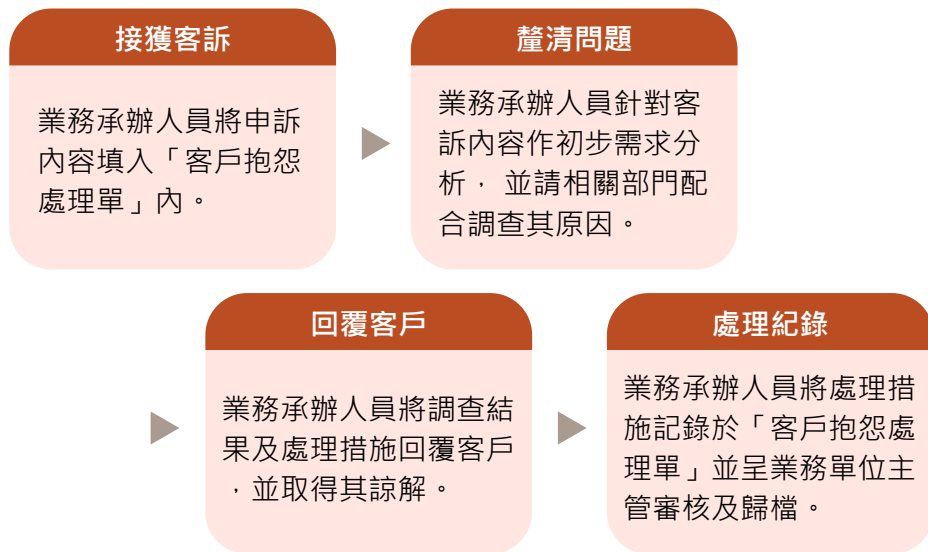 接獲客訴
業務承辦人員將申訴
內容填入「客戶抱怨
處理單」內。
釐清問題
業務承辦人員針對客
訴內容作初步需求分
析， 並請相關部門配
合調查其原因。
回覆客戶
業務承辦人員將調查結
果及處理措施回覆客戶
，並取得其諒解。
處理紀錄
業務承辦人員將處理措
施記錄於「客戶抱怨處
理單」並呈業務單位主
管審核及歸檔。